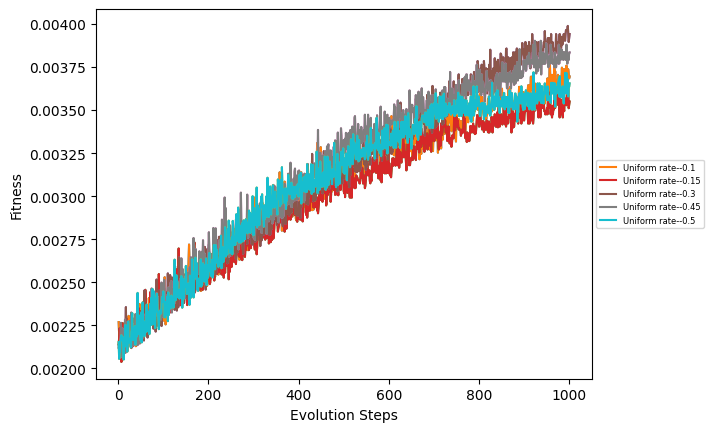 0.00400
0.00375
0.00350
0.00325
0.00300
0.00275
0.00250
0.00225
0.00200
Fitness
0
200
400
600
800
1000
Evolution Steps
Uniform rate--0.1
Uniform rate--0.15
Uniform rate--0.3
Uniform rate--0.45
Uniform rate--0.5